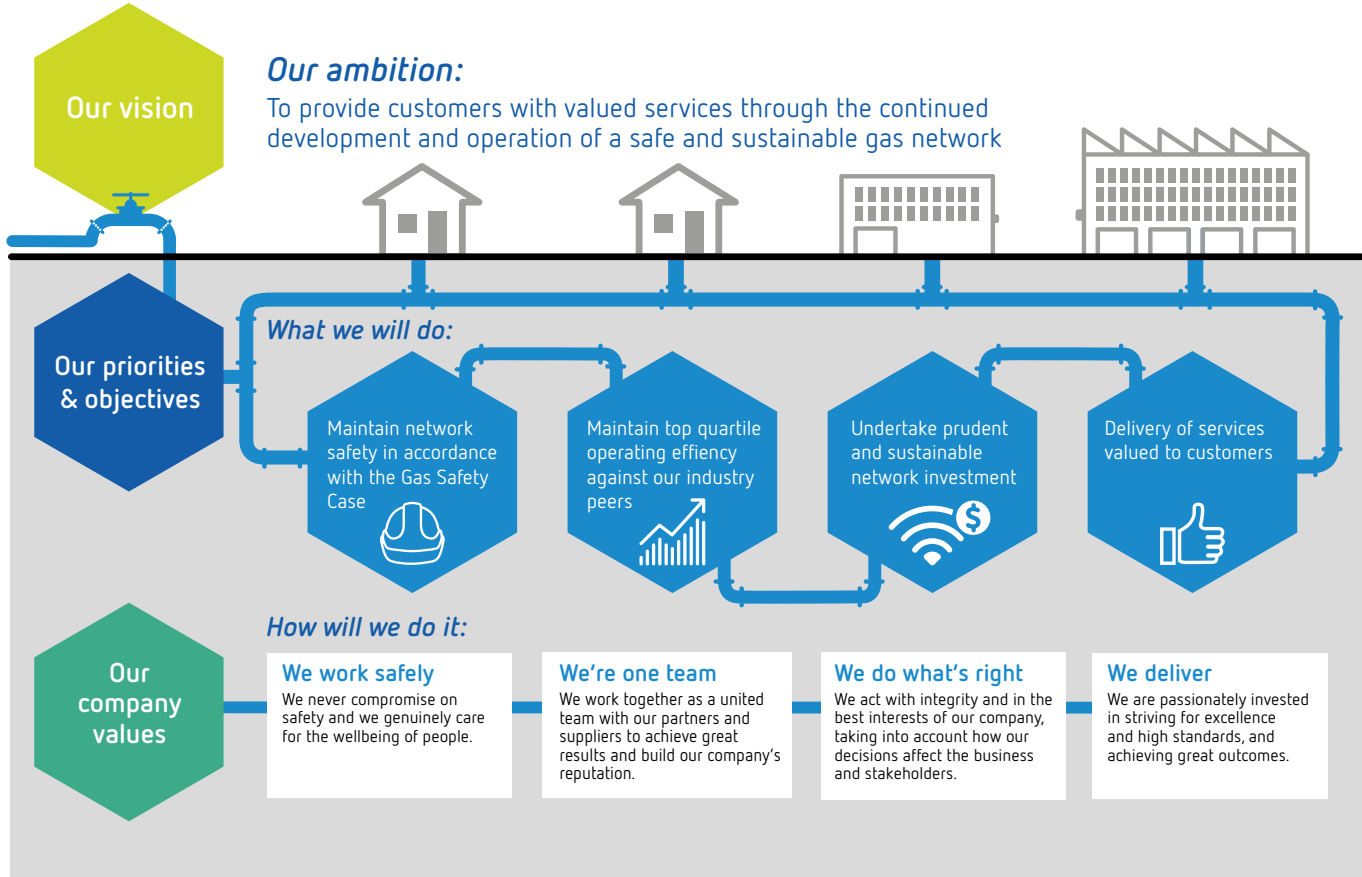 Our vision
Our ambition:
To provide customers with valued services through the continued
development and operation of a safe and sustainable gas network
Our priorities
& objectives
What we will do:
Maintain network
safety in accordance
with the Gas Safety
Case
Maintain top quartile
operating effiency
against our industry
peers
Undertake prudent
and sustainable
network investment
$
Delivery of services
valued to customers
Our
company
values
How will we do it:
We work safely
We never compromise on
safety and we genuinely care
for the wellbeing of people.
We're one team
We work together as a united
team with our partners and
suppliers to achieve great
results and build our company's
reputation.
We do what's right
We act with integrity and in the
best interests of our company,
taking into account how our
decisions affect the business
and stakeholders.
We deliver
We are passionately invested
in striving for excellence
and high standards, and
achieving great outcomes.